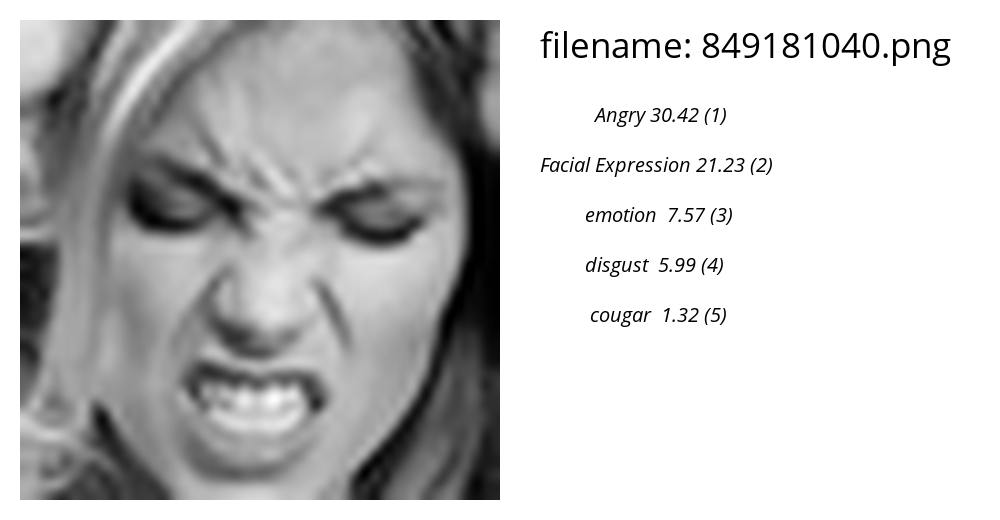 filename: 849181040.png
Angry 30.42 (1)
Facial Expression 21.23 (2)
emotion 7.57 (3)
disgust 5.99 (4)
cougar 1.32 (5)